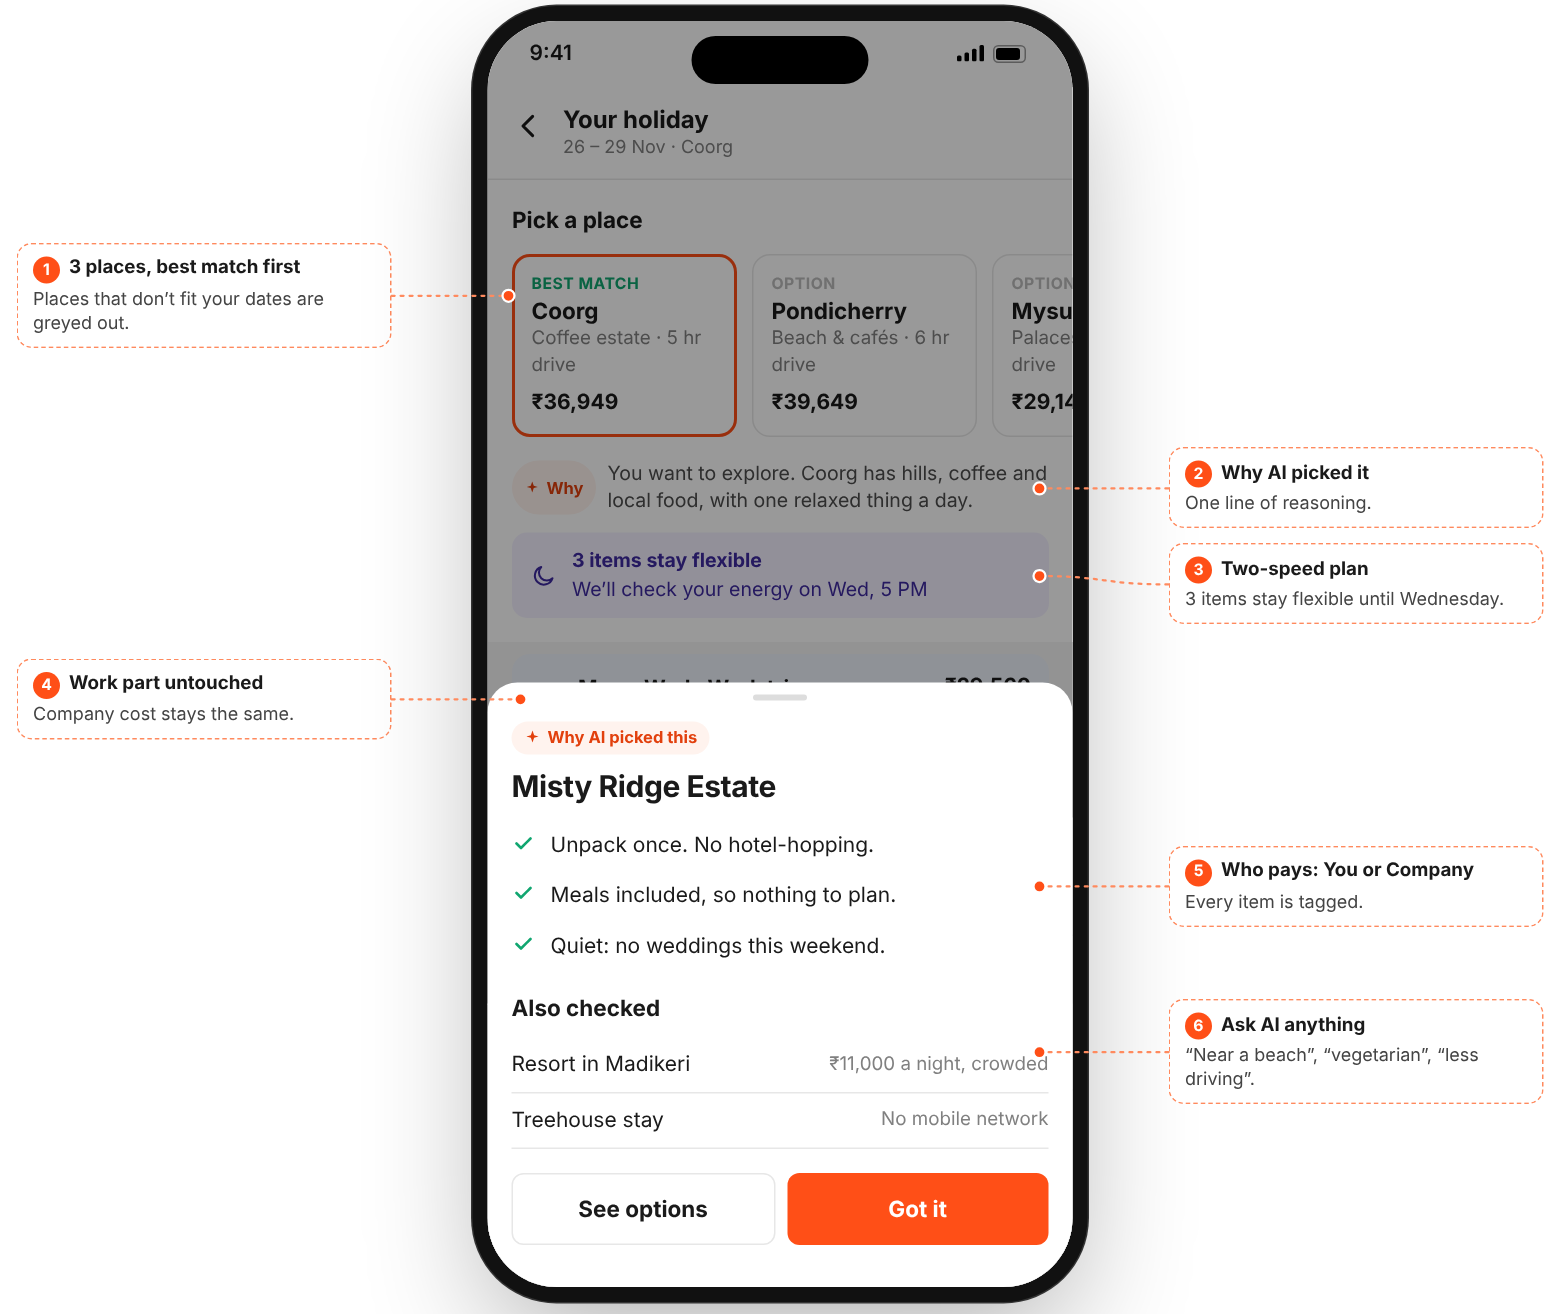 9:41
Your holiday
26 – 29 Nov · Coorg
Pick a place
1 3 places, best match first
Places that don’t fit your dates are
greyed out.
BEST MATCH
Coorg
Coffee estate · 5 hr
drive
₹36,949
OPTION
Pondicherry
Beach & cafés · 6 hr
drive
₹39,649
OPTION
drive
Why
You want to explore. Coorg has hills, coffee and
local food, with one relaxed thing a day.
2 Why AI picked it
One line of reasoning.
3 items stay flexible
We’ll check your energy on Wed, 5 PM
3 Two-speed plan
3 items stay flexible until Wednesday.
4 Work part untouched
Company cost stays the same.
Why AI picked this
Misty Ridge Estate
Unpack once. No hotel-hopping.
Meals included, so nothing to plan.
Quiet: no weddings this weekend.
5 Who pays: You or Company
Every item is tagged.
Also checked
Resort in Madikeri ₹11,000 a night, crowded
Treehouse stay No mobile network
6 Ask AI anything
“Near a beach”, “vegetarian”, “less
driving”.
See options
Got it